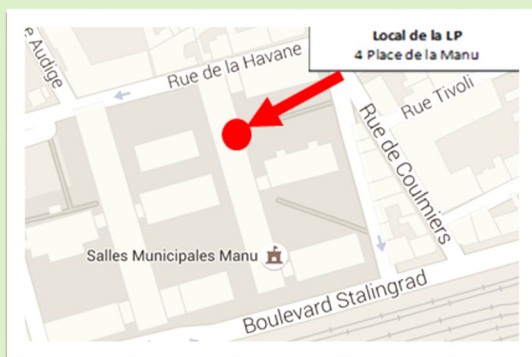 Local de la LP
4 Place de la Manu
Rue de la Havane
Audige
Rue Tivoli
Rue de Coulmiers
Salles Municipales Manu
Boulevard Stalingrad